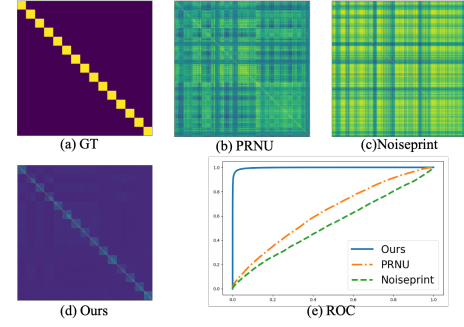 (a) GT
(b) PRNU
(c)Noiseprint
(d) Ours
1.0
0.8
0.6
0.4
0.2
0.0
0.0 0.2 0.4 0.6 0.8 1.0
Ours
PRNU
Noiseprint
(e) ROC